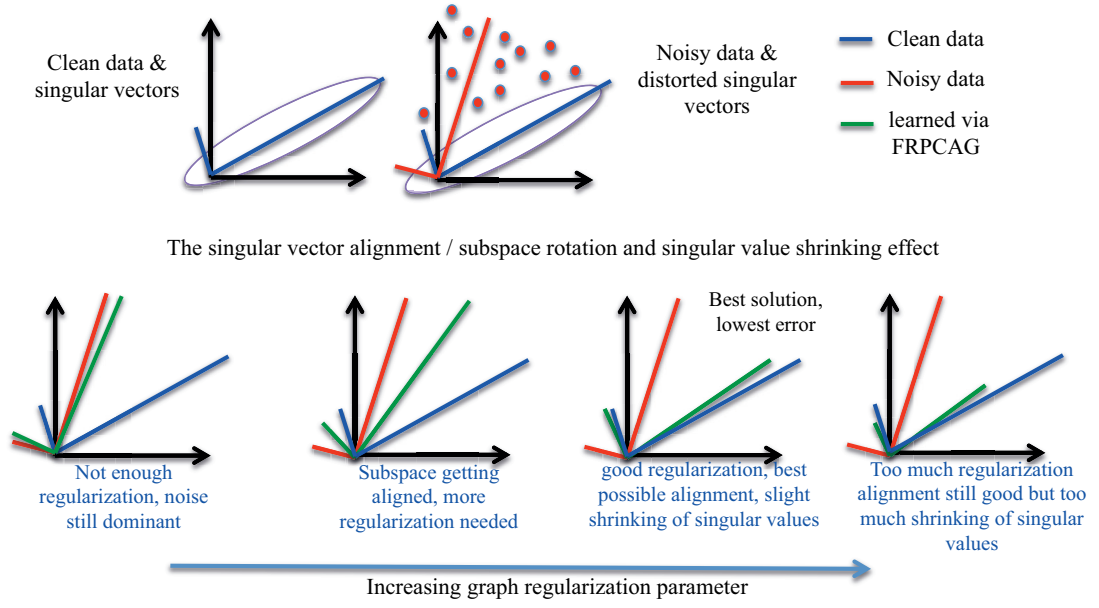 Clean data &
singular vectors
Noisy data &
distorted singular
vectors
Clean data
Noisy data
learned via
FRPCAG
The singular vector alignment / subspace rotation and singular value shrinking effect
Best solution,
lowest error
Not enough
regularization, noise
still dominant
Subspace getting
aligned, more
regularization needed
good regularization, best
possible alignment, slight
shrinking of singular values
Too much regularization
alignment still good but too
much shrinking of singular
values
Increasing graph regularization parameter